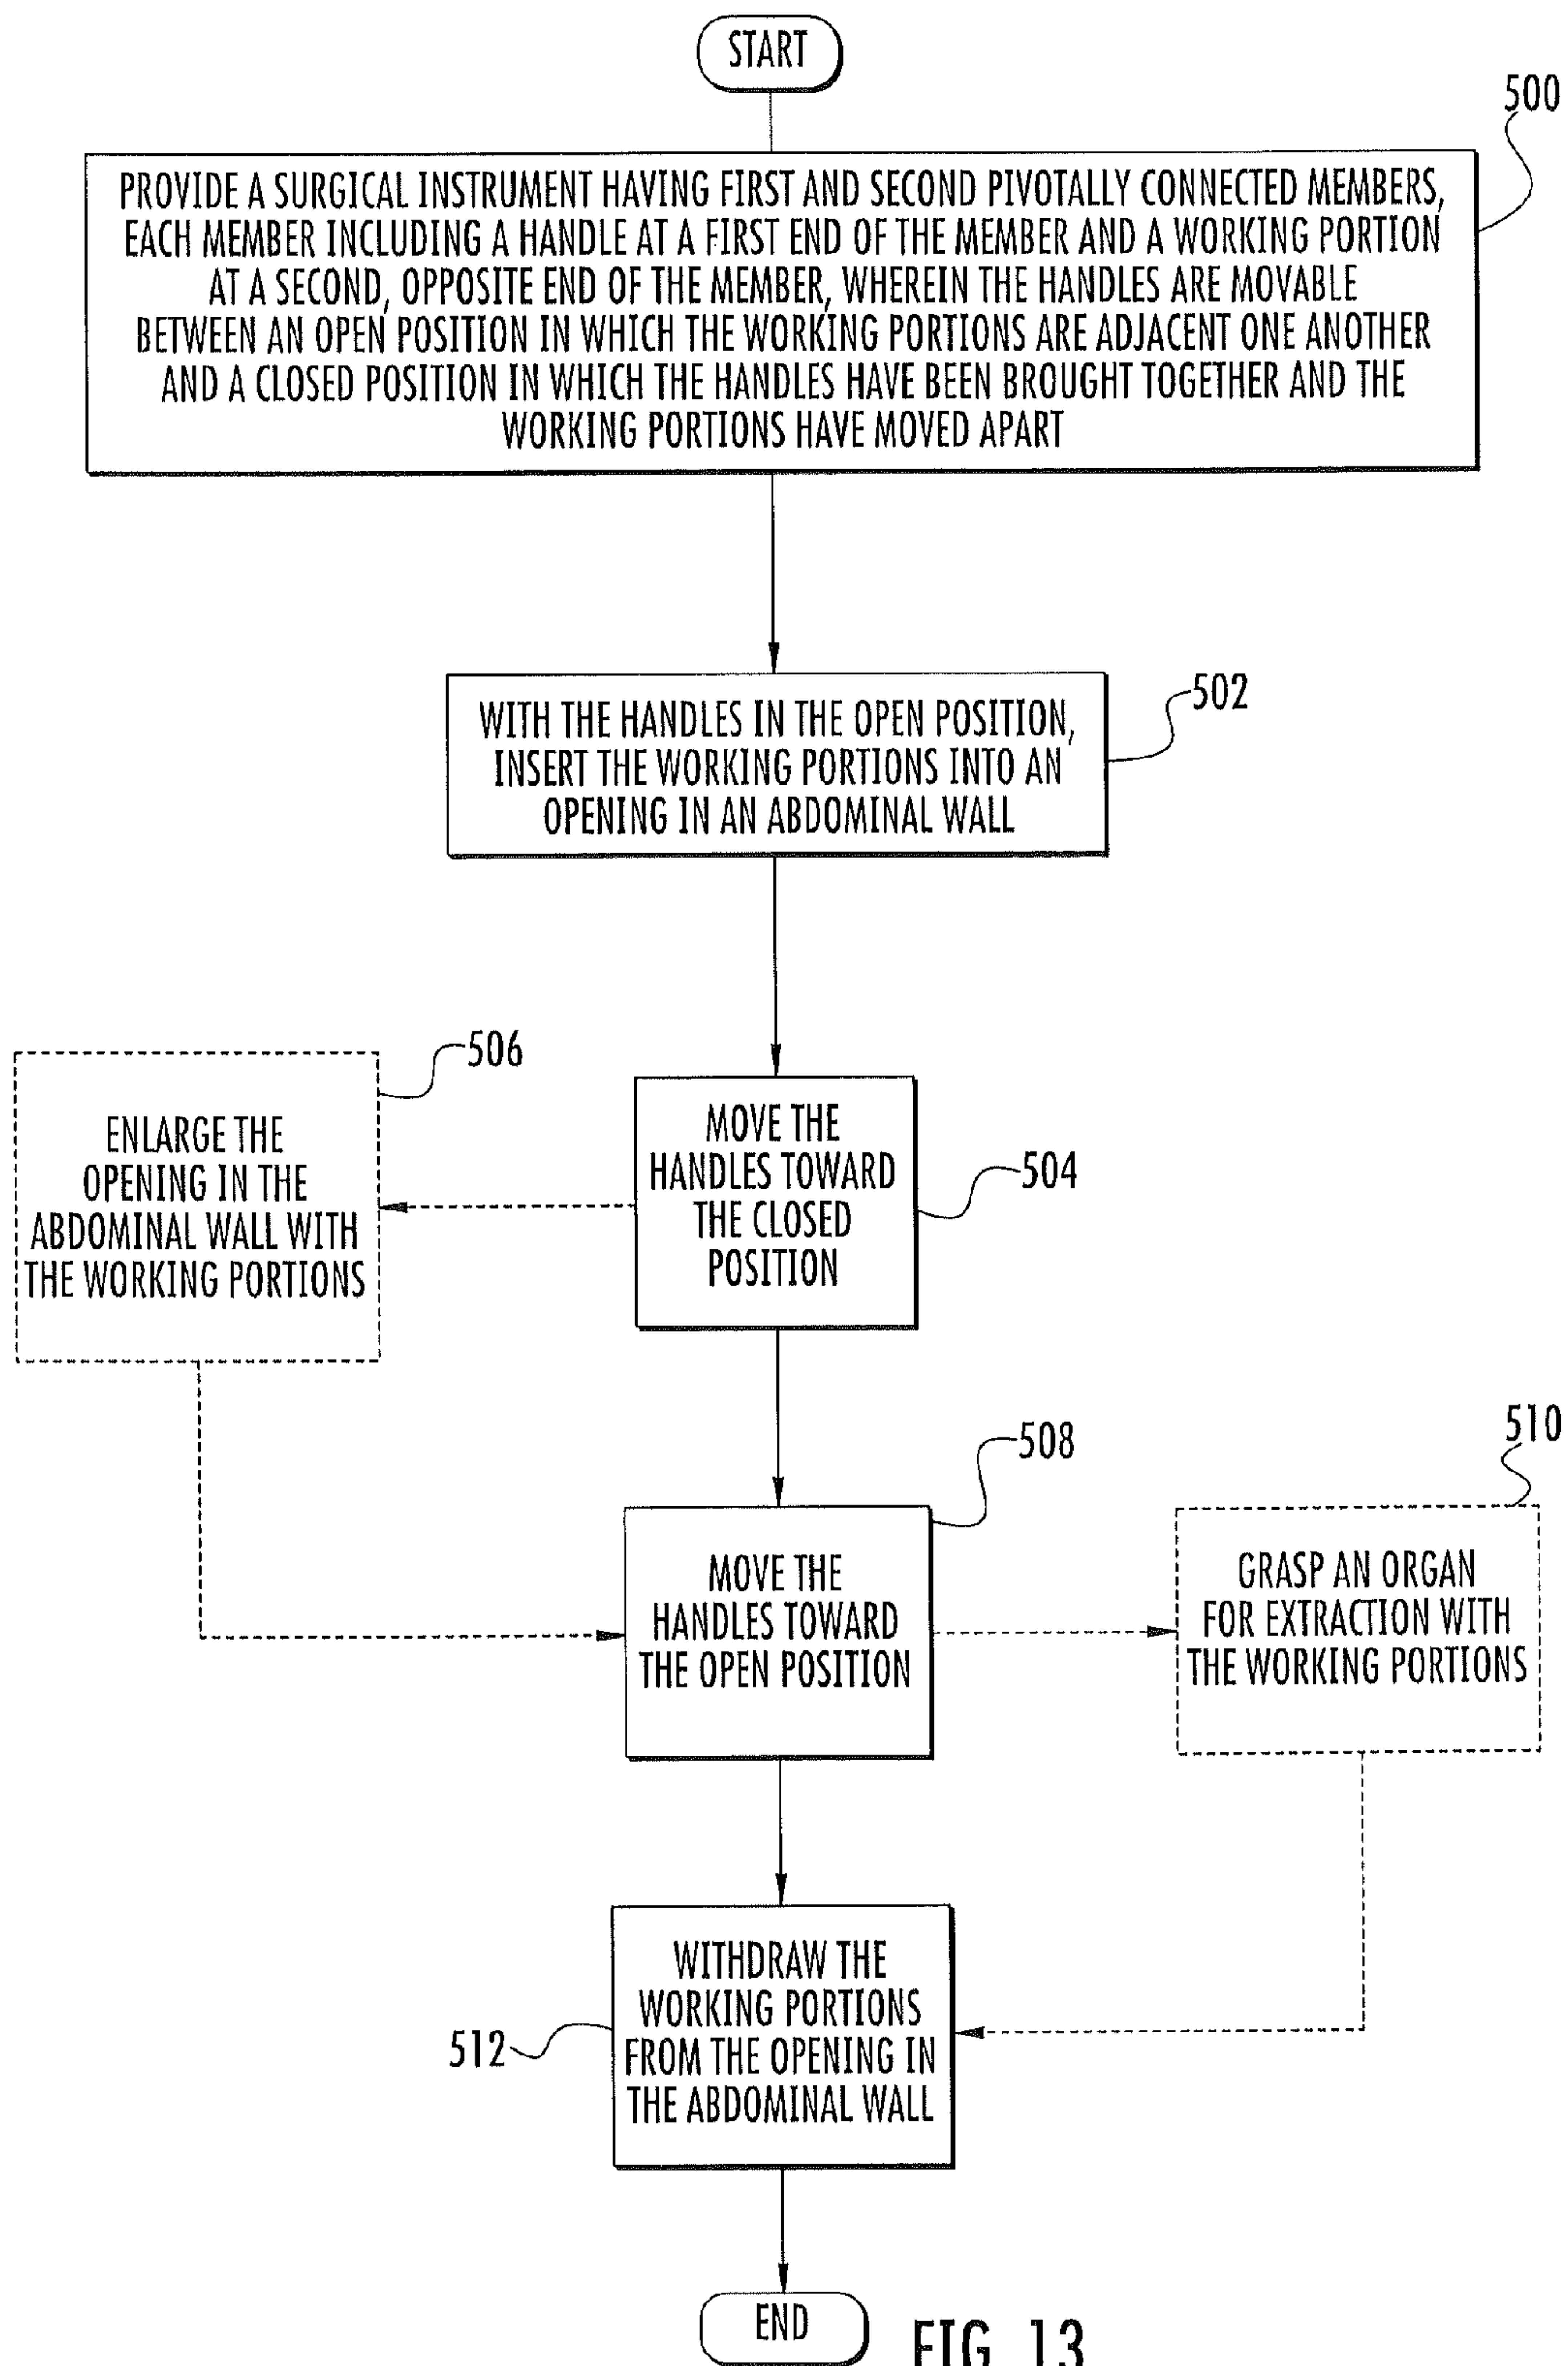 START
500
PROVIDE A SURGICAL INSTRUMENT HAVING FIRST AND SECOND PIVOTALLY CONNECTED MEMBERS,
EACH MEMBER INCLUDING A HANDLE AT A FIRST END OF THE MEMBER AND A WORKING PORTION
AT A SECOND, OPPOSITE END OF THE MEMBER, WHEREIN THE HANDLES ARE MOVABLE
BETWEEN AN OPEN POSITION IN WHICH THE WORKING PORTIONS ARE ADJACENT ONE ANOTHER
AND A CLOSED POSITION IN WHICH THE HANDLES HAVE BEEN BROUGHT TOGETHER AND THE
WORKING PORTIONS HAVE MOVED APART
502
WITH THE HANDLES IN THE OPEN POSITION,
INSERT THE WORKING PORTIONS INTO AN
OPENING IN AN ABDOMINAL WALL
506
ENLARGE THE
OPENING IN THE
ABDOMINAL WALL WITH
THE WORKING PORTIONS
MOVE THE
HANDLES TOWARD
THE CLOSED
POSITION
504
508
MOVE THE
HANDLES TOWARD
THE OPEN POSITION
510
GRASP AN ORGAN
FOR EXTRACTION WITH
THE WORKING PORTIONS
512
WITHDRAW THE
WORKING PORTIONS
FROM THE OPENING IN
THE ABDOMINAL WALL
END
FIG. 13